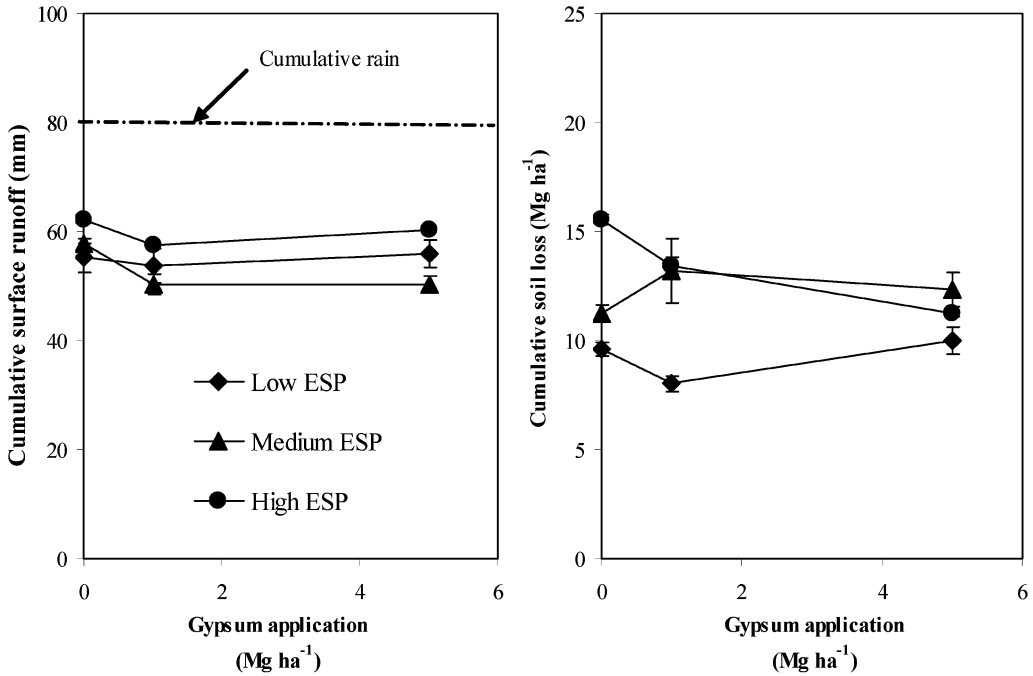 100
80
60
40
20
0
Cumulative surface runoff (mm)
Cumulative rain
Low ESP
Medium ESP
High ESP
0 2 4 6
Gypsum application
(Mg ha⁻¹)
25
20
15
10
5
0
Cumulative soil loss (Mg ha⁻¹)
0 2 4 6
Gypsum application
(Mg ha⁻¹)